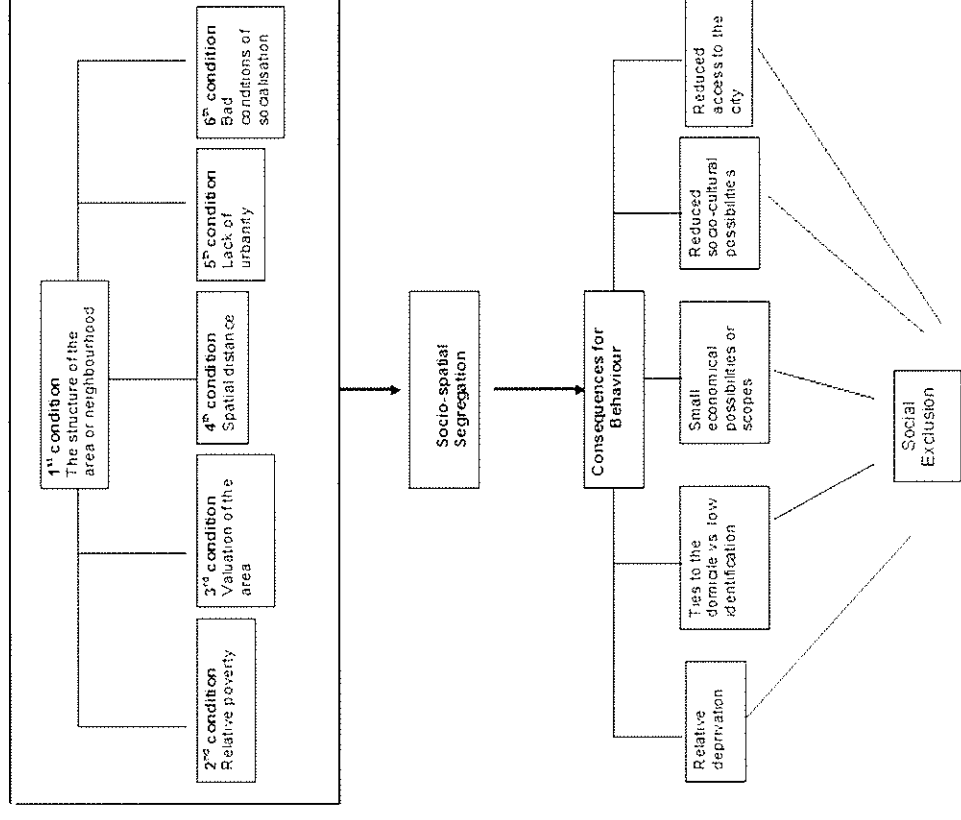 1st condition
The structure of the
area or neighbourhood
2nd condition
Relative poverty
3rd condition
Valuation of the
area
4th condition
Spatial distance
5th condition
Lack of
urbanity
6th condition
Bad
conditions of
socialisation
Socio-spatial
Segregation
Consequences for
Behaviour
Relative
deprivation
Ties to the
domicile vs. low
identification
Small
economical
possibilities or
scopes
Reduced
socio-cultural
possibilities
Reduced
access to the
city
Social
Exclusion